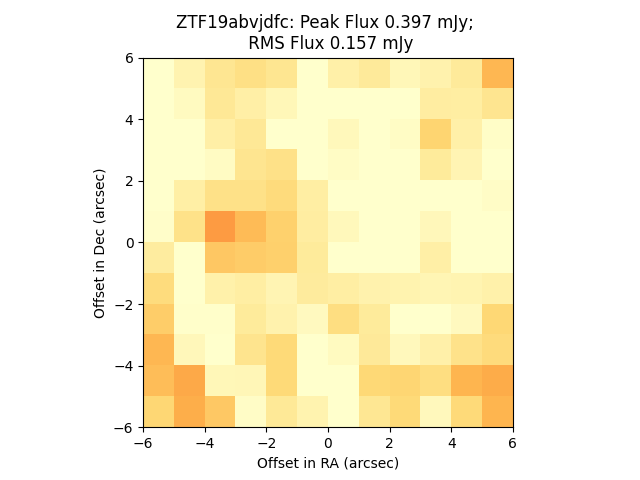 ZTF19abvjdfc: Peak Flux 0.397 mJy;
RMS Flux 0.157 mJy
6
4
2
0
−2
−4
−6
Offset in Dec (arcsec)
−6 −4 −2 0 2 4 6
Offset in RA (arcsec)